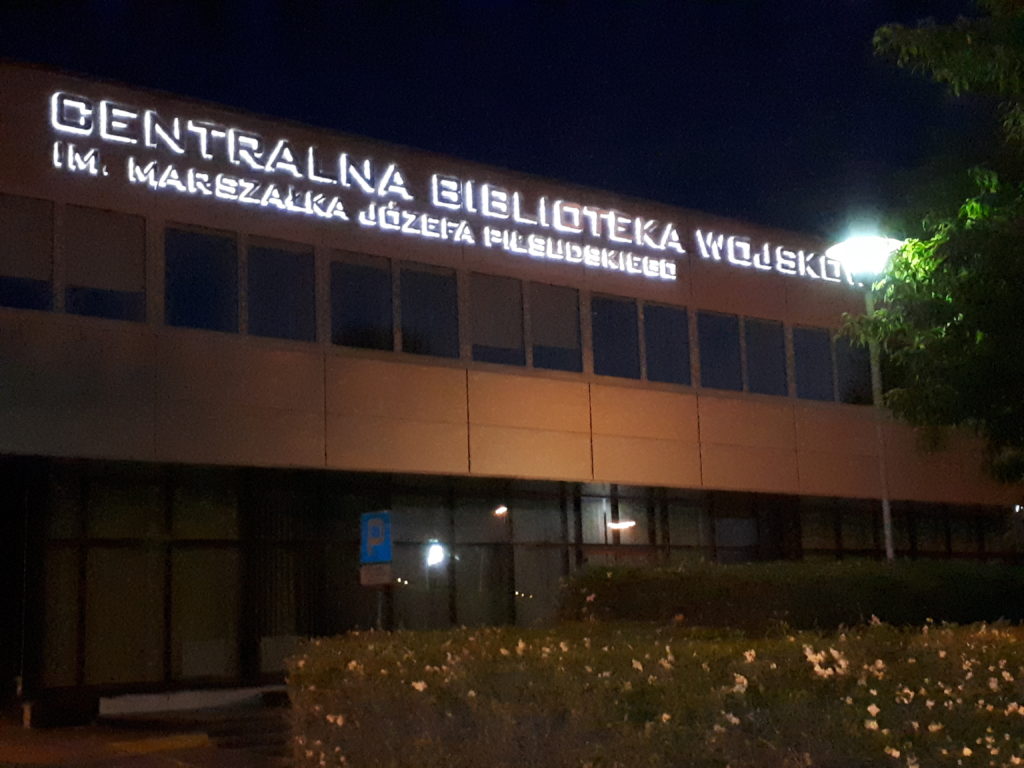 CENTRALNA BIBLIOTEKA WOJSKOW
IM. MARSZAŁKA JÓZEFA PIŁSUDSKIEGO
P